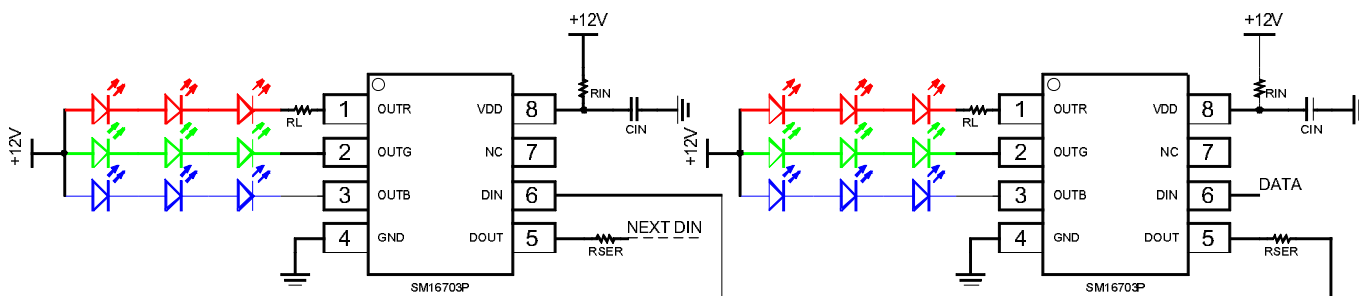 +12V
+12V
RIN
CIN
RL
1 OUTR VDD 8
2 OUTG NC 7
3 OUTB DIN 6
4 GND DOUT 5
NEXT DIN
RSER
SM16703P
+12V
+12V
RIN
CIN
RL
1 OUTR VDD 8
2 OUTG NC 7
3 OUTB DIN 6
DATA
4 GND DOUT 5
RSER
SM16703P